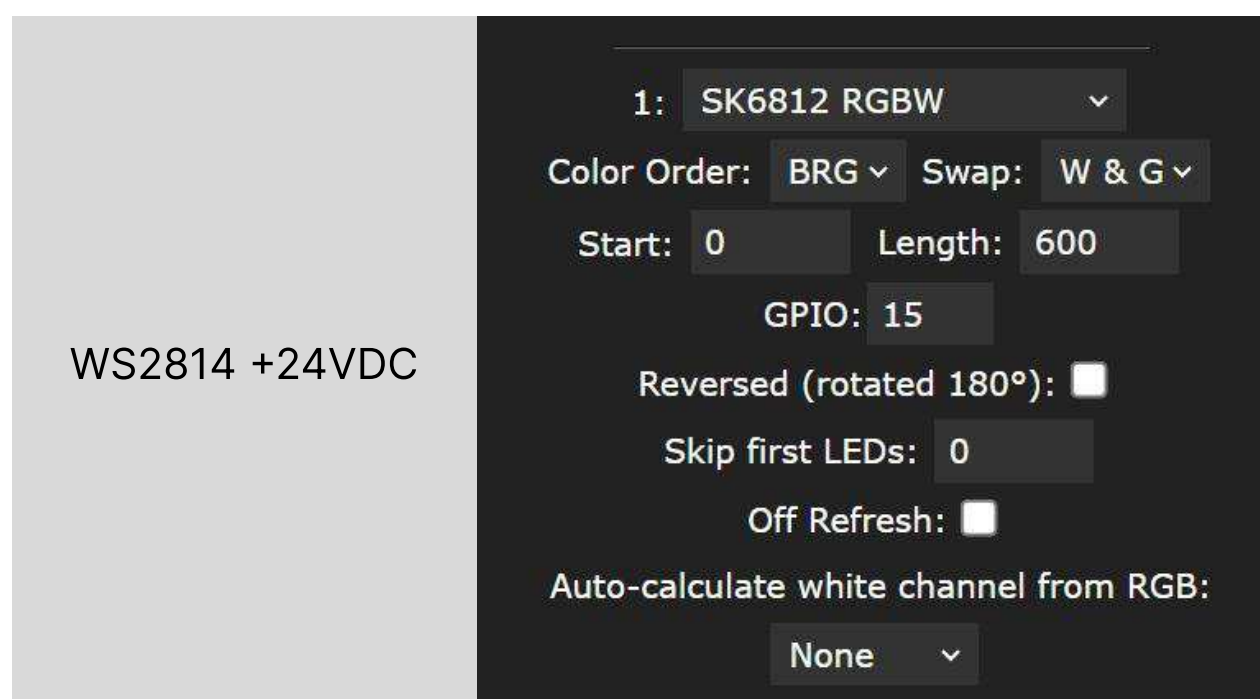 WS2814 +24VDC
1: SK6812 RGBW
Color Order: BRG Swap: W & G
Start: 0 Length: 600
GPIO: 15
Reversed (rotated 180°):
Skip first LEDs: 0
Off Refresh:
Auto-calculate white channel from RGB:
None